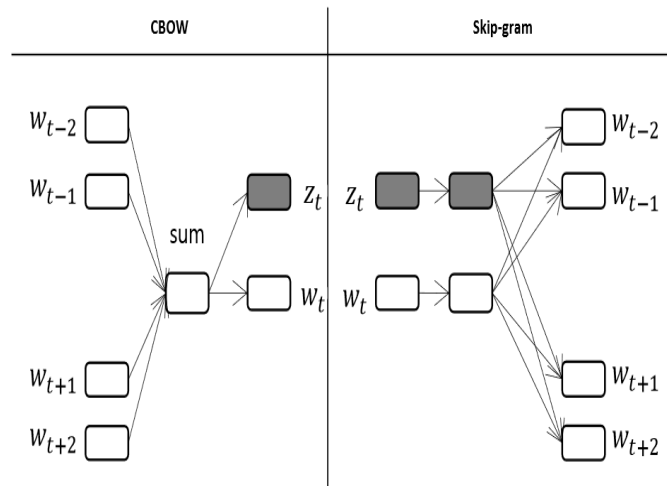 CBOW
w_{t-2}
w_{t-1}
sum
z_t
w_t
w_{t+1}
w_{t+2}
Skip-gram
w_{t-2}
z_t
w_{t-1}
w_t
w_{t+1}
w_{t+2}